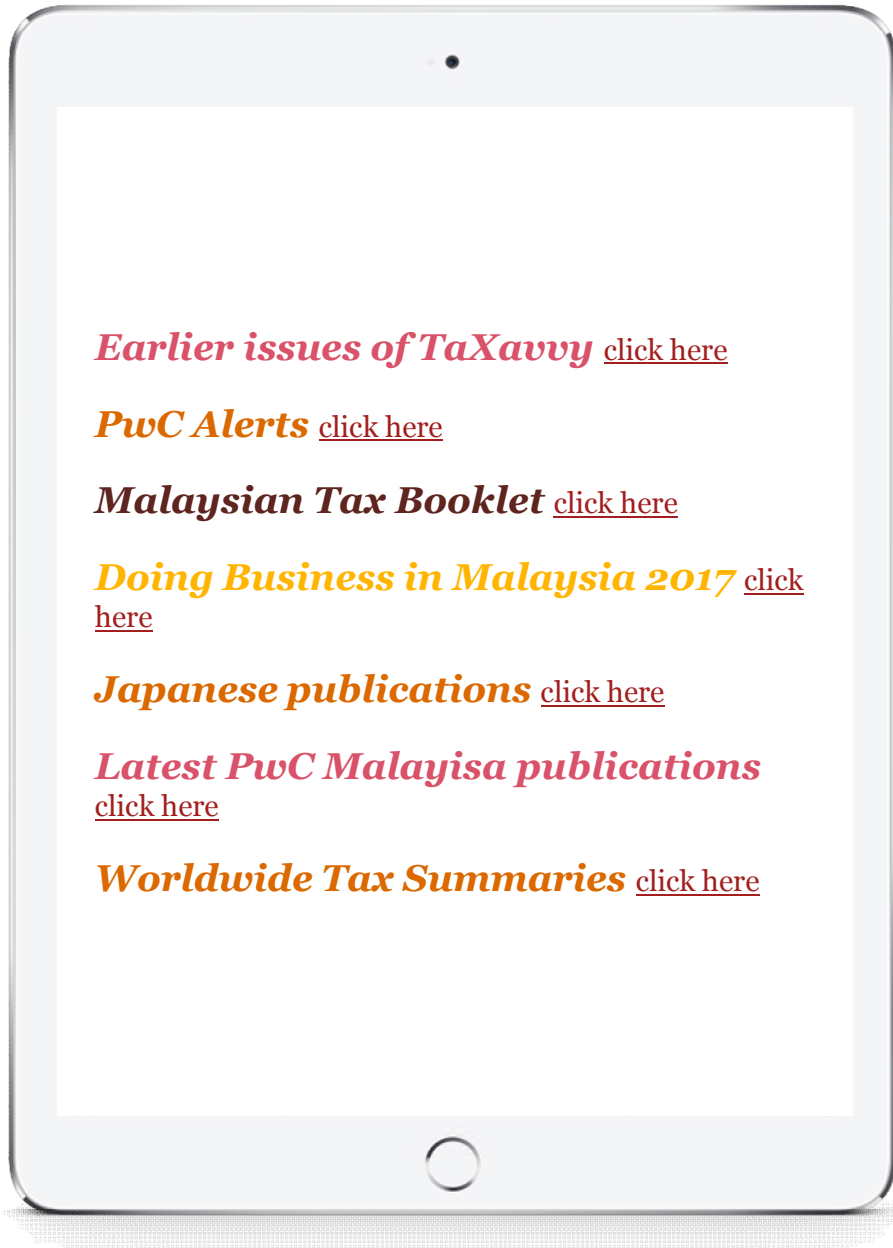 Earlier issues of TaXavvy click here
PwC Alerts click here
Malaysian Tax Booklet click here
Doing Business in Malaysia 2017 click
here
Japanese publications click here
Latest PwC Malayisa publications
click here
Worldwide Tax Summaries click here